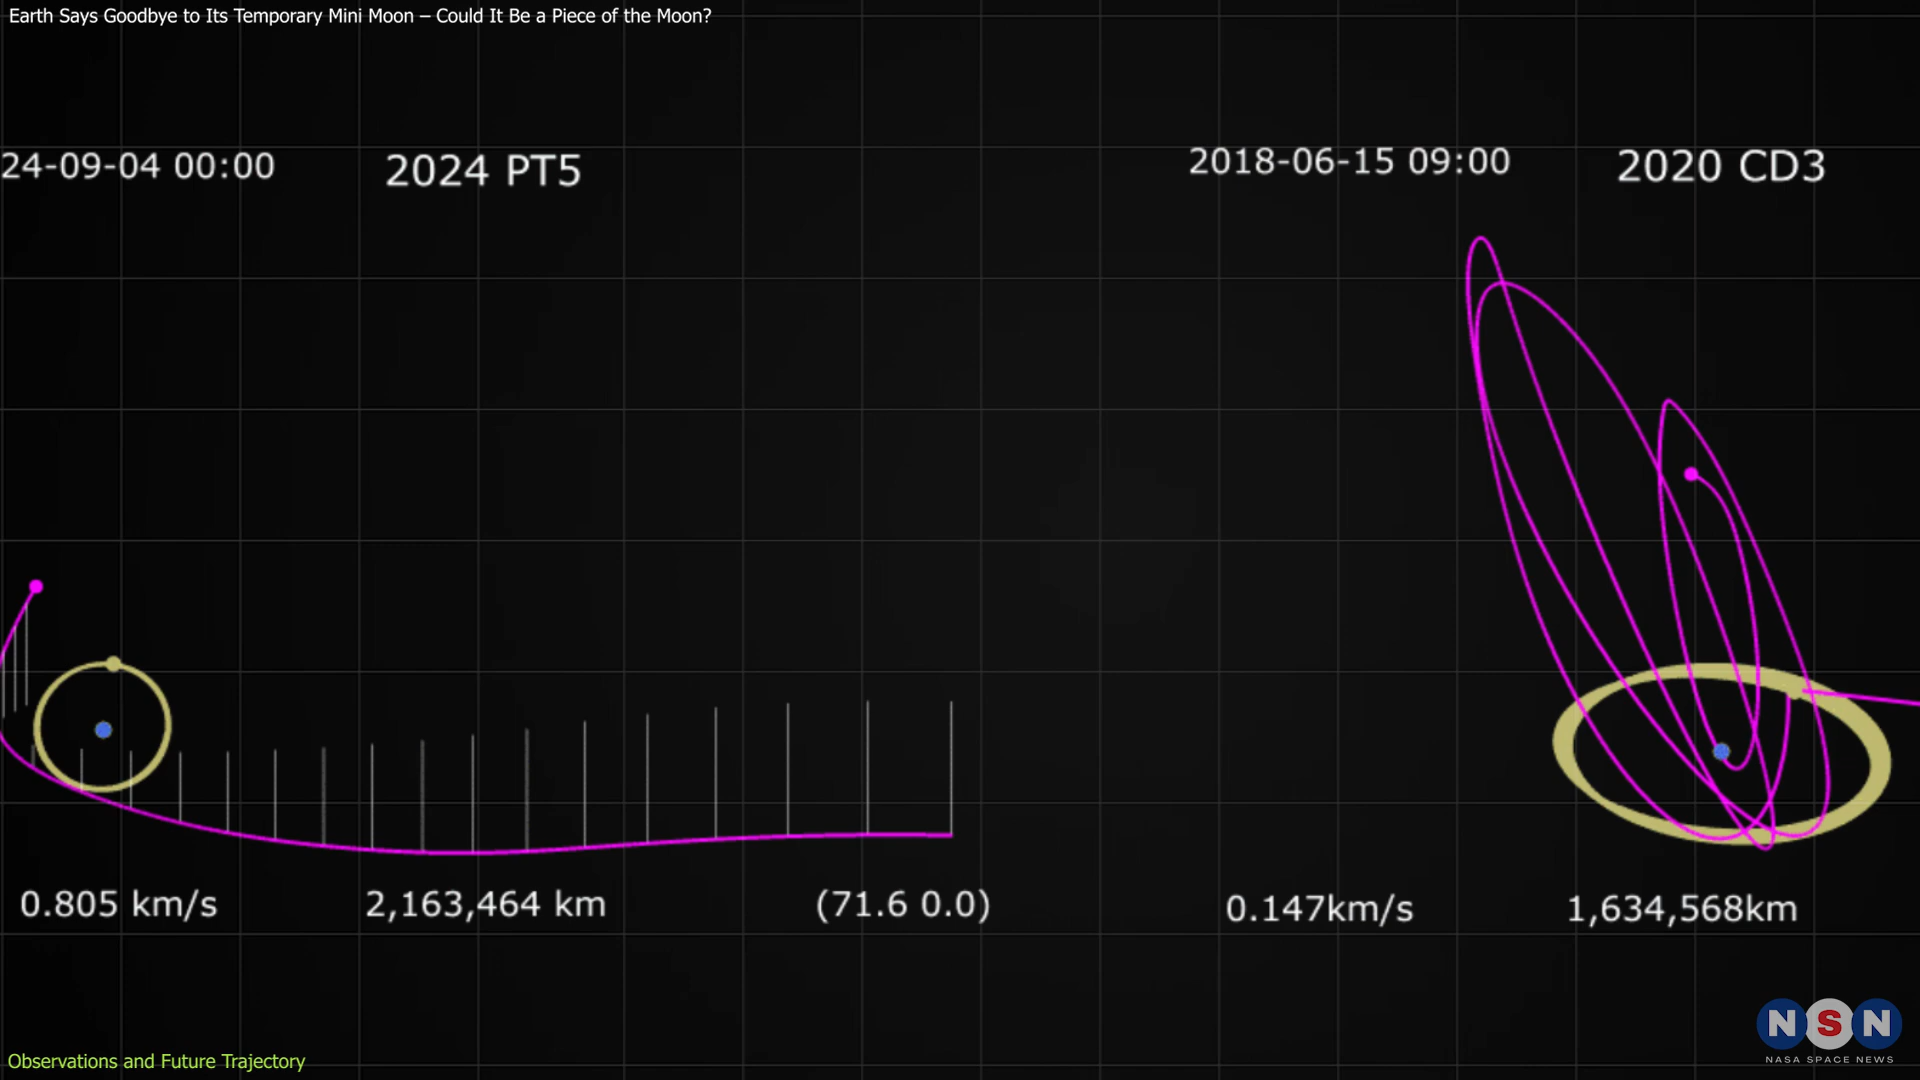 Earth Says Goodbye to Its Temporary Mini Moon – Could It Be a Piece of the Moon?
24-09-04 00:00
2024 PT5
2018-06-15 09:00
2020 CD3
0.805 km/s
2,163,464 km
(71.6 0.0)
0.147km/s
1,634,568km
NSN
NASA SPACE NEWS
Observations and Future Trajectory